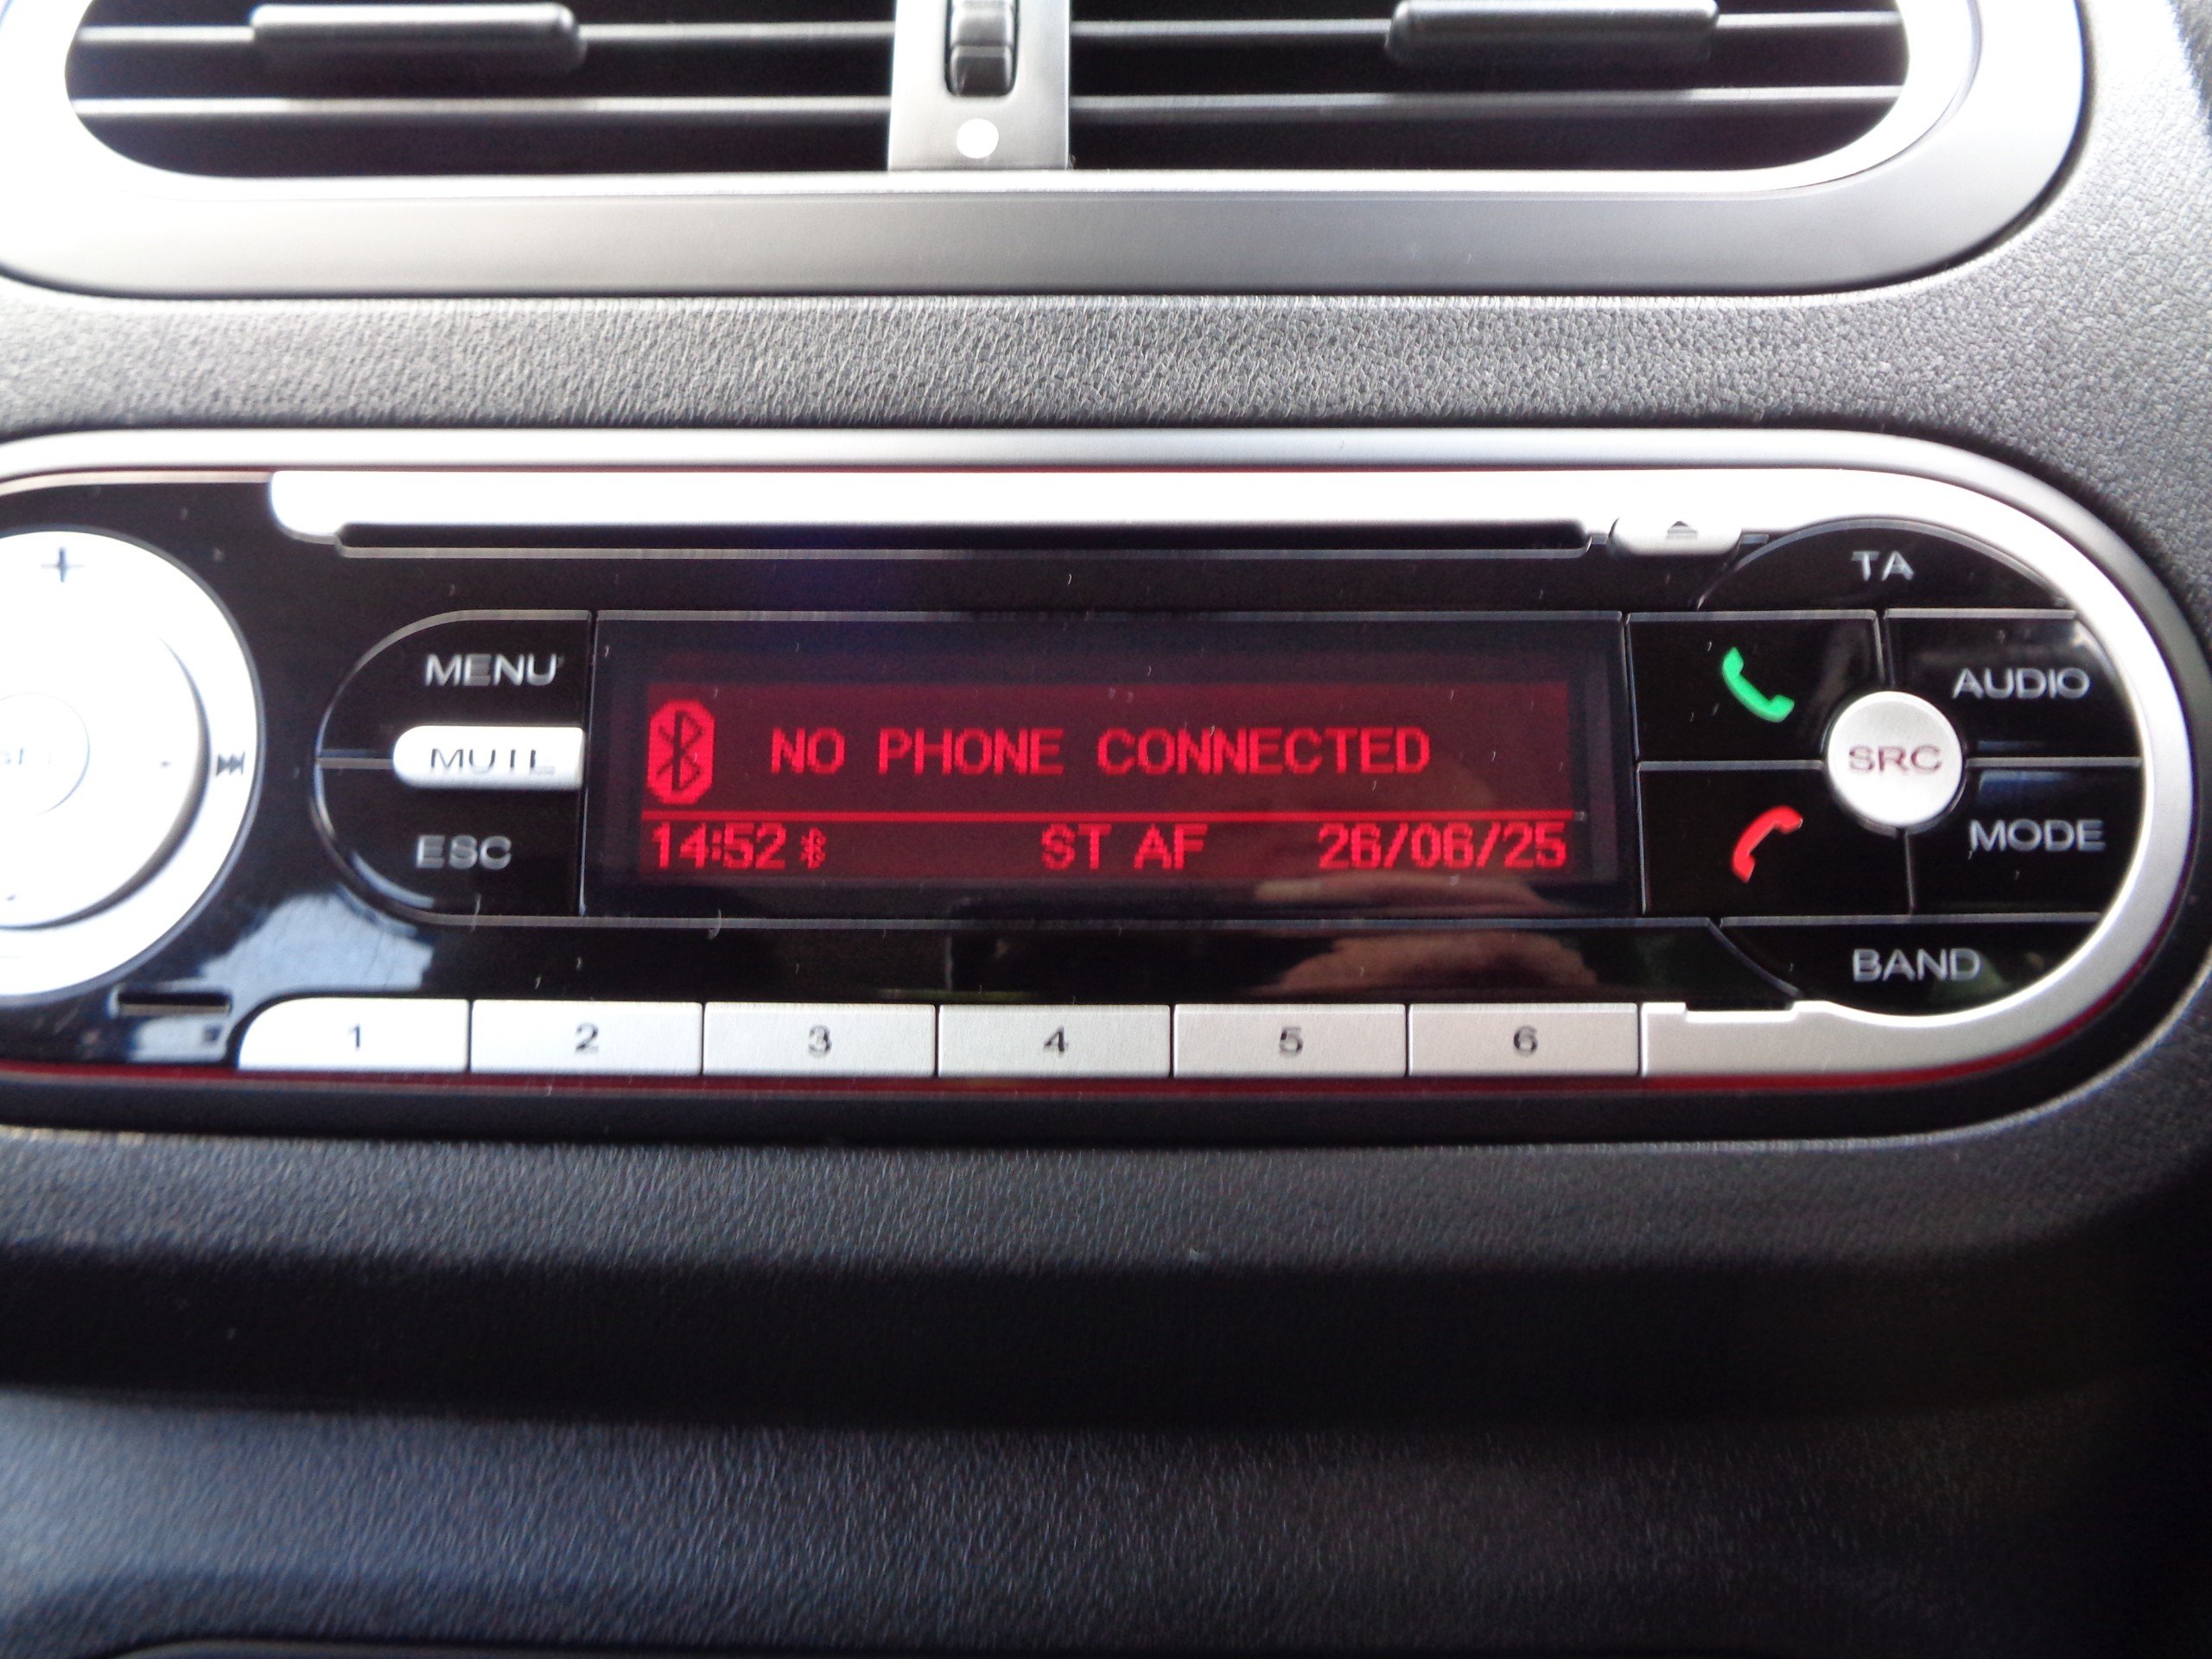 TA
MENU
AUDIO
NO PHONE CONNECTED
MUTE
SRC
14:52 ST AF 26/06/25
ESC
MODE
BAND
1 2 3 4 5 6